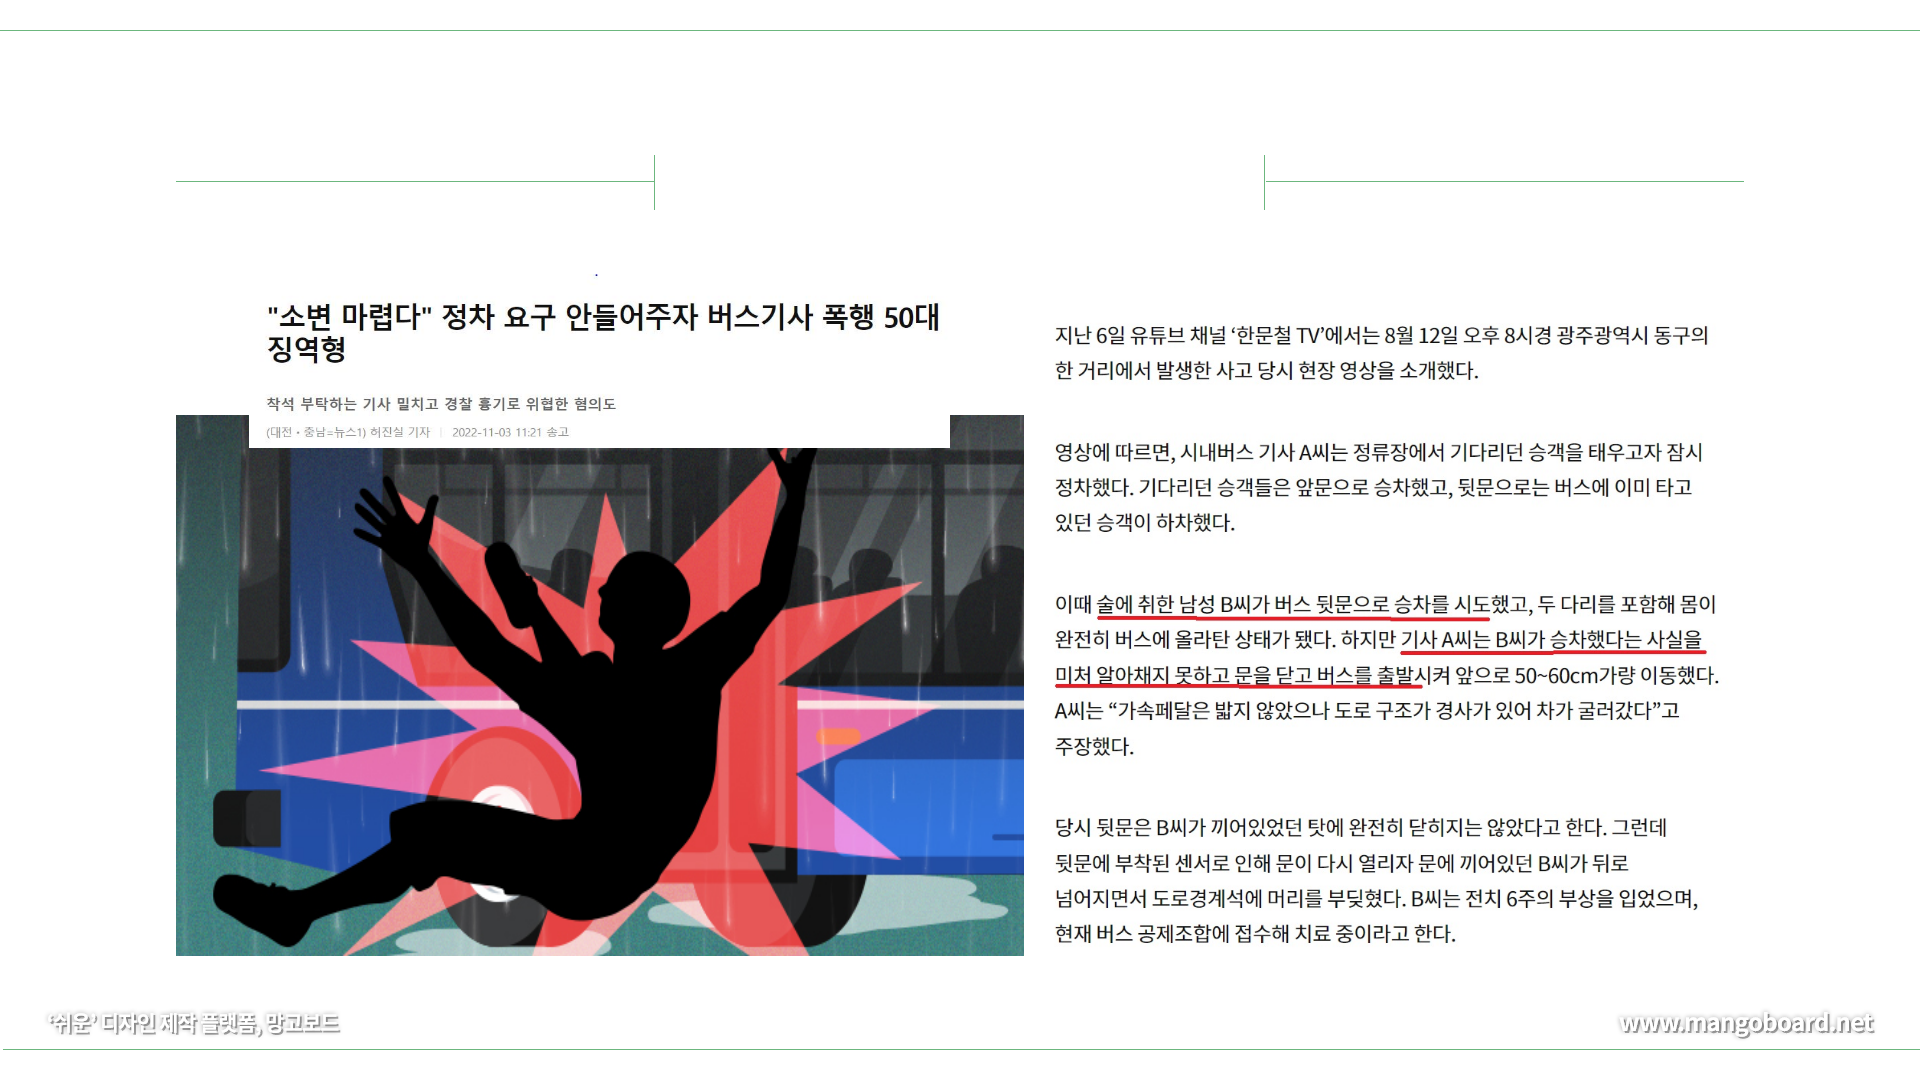 "소변 마렵다" 정차 요구 안들어주자 버스기사 폭행 50대
징역형
착석 부탁하는 기사 밀치고 경찰 흉기로 위협한 혐의도
(대전・충남=뉴스1) 허진실 기자 | 2022-11-03 11:21 송고
지난 6일 유튜브 채널 ‘한문철 TV’에서는 8월 12일 오후 8시경 광주광역시 동구의
한 거리에서 발생한 사고 당시 현장 영상을 소개했다.
영상에 따르면, 시내버스 기사 A씨는 정류장에서 기다리던 승객을 태우고자 잠시
정차했다. 기다리던 승객들은 앞문으로 승차했고, 뒷문으로는 버스에 이미 타고
있던 승객이 하차했다.
이때 술에 취한 남성 B씨가 버스 뒷문으로 승차를 시도했고, 두 다리를 포함해 몸이
완전히 버스에 올라탄 상태가 됐다. 하지만 기사 A씨는 B씨가 승차했다는 사실을
미처 알아채지 못하고 문을 닫고 버스를 출발시켜 앞으로 50~60cm가량 이동했다.
A씨는 “가속페달은 밟지 않았으나 도로 구조가 경사가 있어 차가 굴러갔다”고
주장했다.
당시 뒷문은 B씨가 끼어있었던 탓에 완전히 닫히지는 않았다고 한다. 그런데
뒷문에 부착된 센서로 인해 문이 다시 열리자 문에 끼어있던 B씨가 뒤로
넘어지면서 도로경계석에 머리를 부딪혔다. B씨는 전치 6주의 부상을 입었으며,
현재 버스 공제조합에 접수해 치료 중이라고 한다.
‘쉬운’ 디자인 제작 플랫폼, 망고보드
www.mangoboard.net